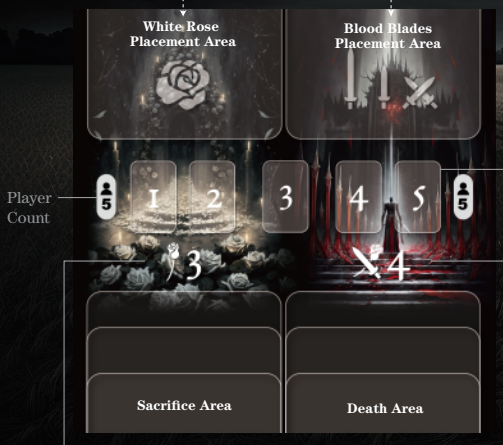 White Rose
Placement Area
Blood Blades
Placement Area
Player
Count
5
1 2 3 4 5
5
3
4
Sacrifice Area
Death Area